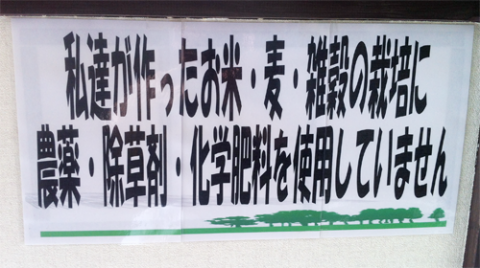 私達が作ったお米・麦・雑穀の栽培に
農薬・除草剤・化学肥料を使用していません